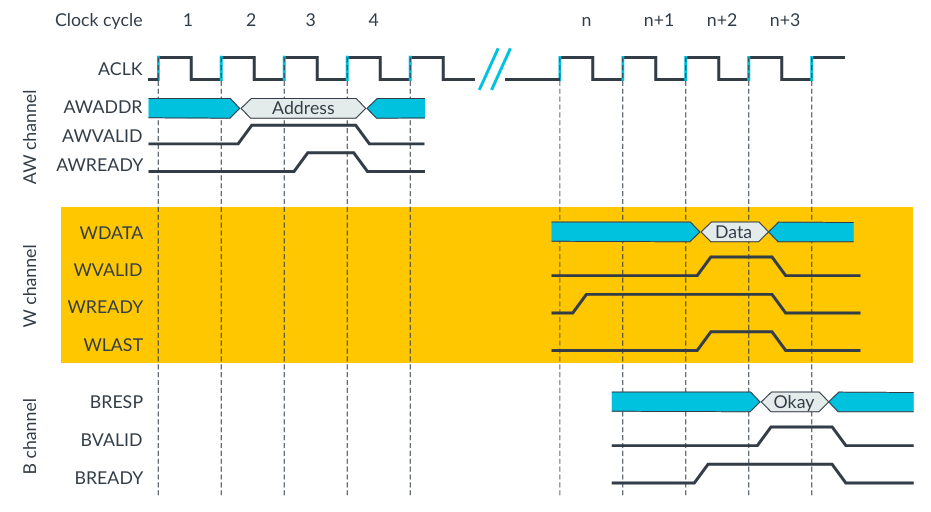 Clock cycle 1 2 3 4 n n+1 n+2 n+3
ACLK
AW channel
AWADDR Address
AWVALID
AWREADY
W channel
WDATA Data
WVALID
WREADY
WLAST
B channel
BRESP Okay
BVALID
BREADY